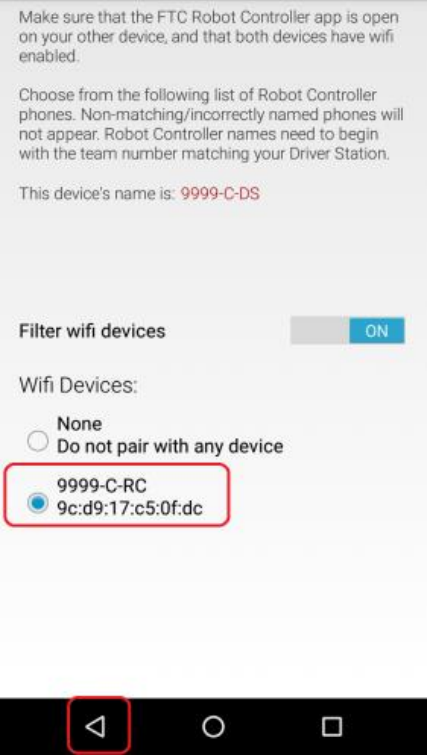 Make sure that the FTC Robot Controller app is open
on your other device, and that both devices have wifi
enabled.
Choose from the following list of Robot Controller
phones. Non-matching/incorrectly named phones will
not appear. Robot Controller names need to begin
with the team number matching your Driver Station.
This device's name is: 9999-C-DS
Filter wifi devices
ON
Wifi Devices:
None
Do not pair with any device
9999-C-RC
9c:d9:17:c5:0f:dc